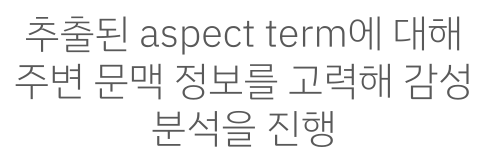 추출된 aspect term에 대해
주변 문맥 정보를 고력해 감성
분석을 진행